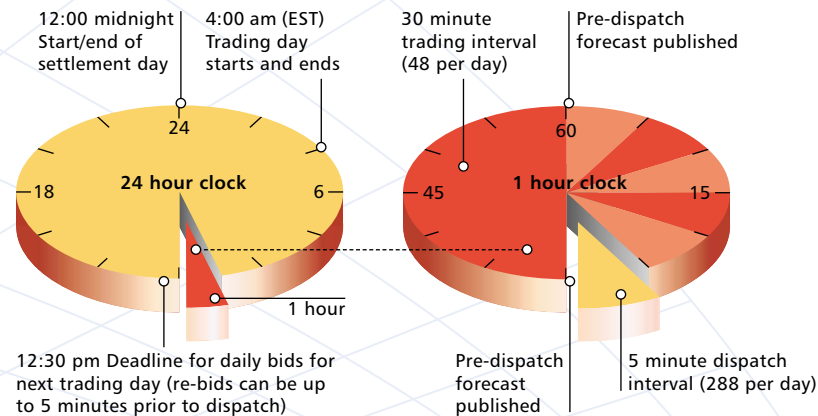 12:00 midnight
Start/end of
settlement day
4:00 am (EST)
Trading day
starts and ends
30 minute
trading interval
(48 per day)
Pre-dispatch
forecast published
24
18
24 hour clock
6
1 hour
60
45
1 hour clock
15
12:30 pm Deadline for daily bids for
next trading day (re-bids can be up
to 5 minutes prior to dispatch)
Pre-dispatch
forecast
published
5 minute dispatch
interval (288 per day)